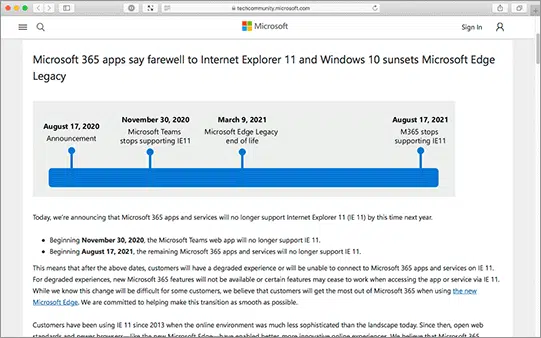 techcommunity.microsoft.com
Microsoft
Sign In
Microsoft 365 apps say farewell to Internet Explorer 11 and Windows 10 sunsets Microsoft Edge
Legacy
August 17, 2020
Announcement
November 30, 2020
Microsoft Teams
stops supporting IE11
March 9, 2021
Microsoft Edge Legacy
end of life
August 17, 2021
M365 stops
supporting IE11
Today, we're announcing that Microsoft 365 apps and services will no longer support Internet Explorer 11 (IE 11) by this time next year.
• Beginning November 30, 2020, the Microsoft Teams web app will no longer support IE 11.
• Beginning August 17, 2021, the remaining Microsoft 365 apps and services will no longer support IE 11.
This means that after the above dates, customers will have a degraded experience or will be unable to connect to Microsoft 365 apps and services on IE 11.
For degraded experiences, new Microsoft 365 features will not be available or certain features may cease to work when accessing the app or service via IE 11.
While we know this change will be difficult for some customers, we believe that customers will get the most out of Microsoft 365 when using the new
Microsoft Edge. We are committed to helping make this transition as smooth as possible.
Customers have been using IE 11 since 2013 when the online environment was much less sophisticated than the landscape today. Since then, open web
standards and newer browsers—like the new Microsoft Edge—have enabled better, more innovative online experiences. We believe that Microsoft 365